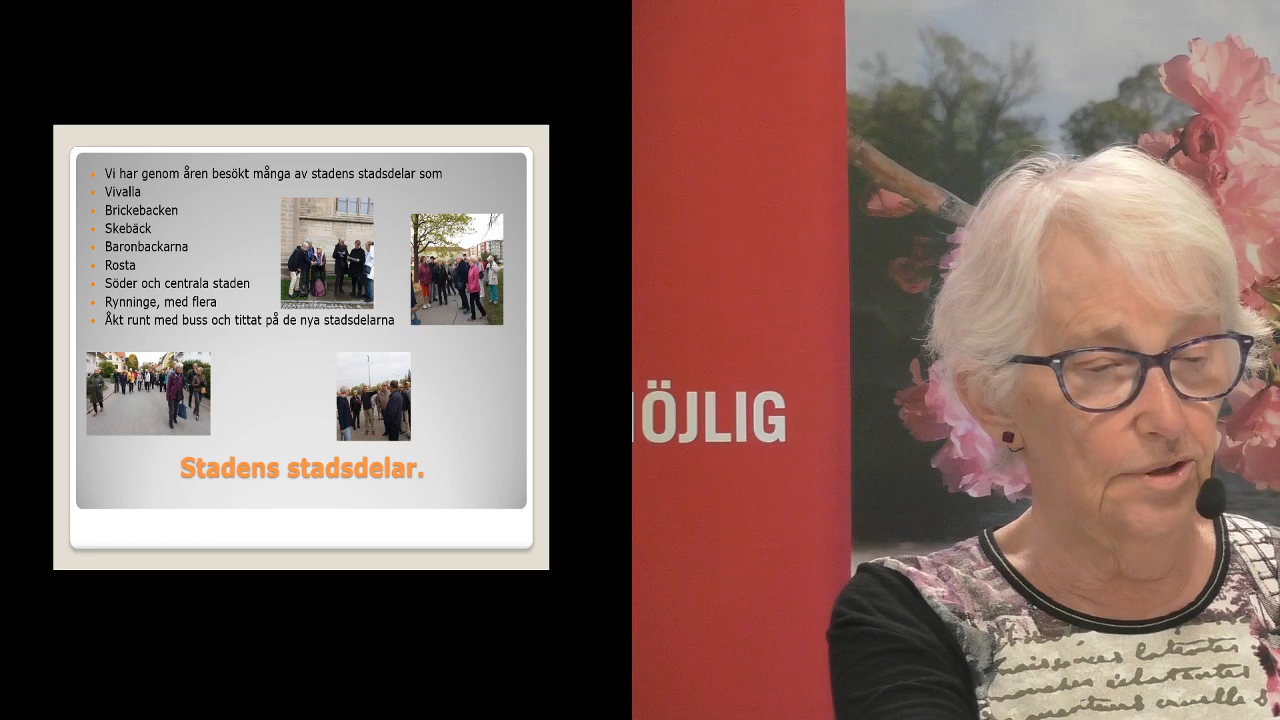 Vi har genom åren besökt många av stadens stadsdelar som
Vivalla
Brickebacken
Skebäck
Baronbackarna
Rosta
Söder och centrala staden
Rynninge, med flera
Åkt runt med buss och tittat på de nya stadsdelarna
Stadens stadsdelar.
ÖJLIG